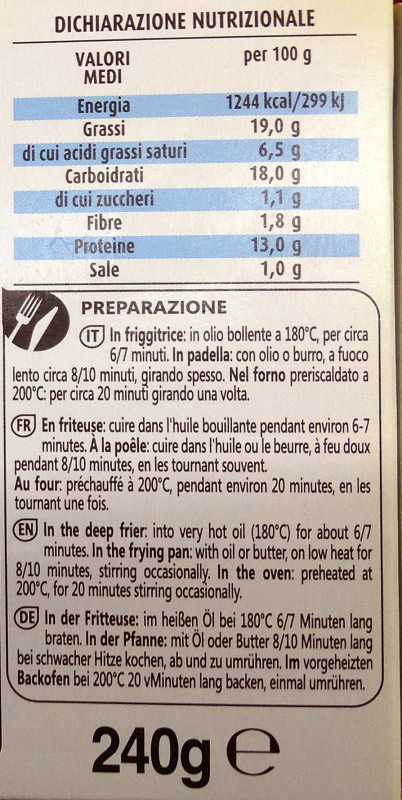 DICHIARAZIONE NUTRIZIONALE
VALORI MEDI per 100 g
Energia 1244 kcal/299 kj
Grassi 19,0 g
di cui acidi grassi saturi 6,5 g
Carboidrati 18,0 g
di cui zuccheri 1,1 g
Fibre 1,8 g
Proteine 13,0 g
Sale 1,0 g
PREPARAZIONE
IT In friggitrice: in olio bollente a 180°C, per circa
6/7 minuti. In padella: con olio o burro, a fuoco
lento circa 8/10 minuti, girando spesso. Nel forno preriscaldato a
200°C: per circa 20 minuti girando una volta.
FR En friteuse: cuire dans l'huile bouillante pendant environ 6-7
minutes. À la poêle: cuire dans l'huile ou le beurre, à feu doux
pendant 8/10 minutes, en les tournant souvent.
Au four: préchauffé à 200°C, pendant environ 20 minutes, en les
tournant une fois.
EN In the deep frier: into very hot oil (180°C) for about 6/7
minutes. In the frying pan: with oil or butter, on low heat for
8/10 minutes, stirring occasionally. In the oven: preheated at
200°C, for 20 minutes stirring occasionally.
DE In der Fritteuse: im heißen Öl bei 180°C 6/7 Minuten lang
braten. In der Pfanne: mit Öl oder Butter 8/10 Minuten lang
bei schwacher Hitze kochen, ab und zu umrühren. Im vorgeheizten
Backofen bei 200°C 20 vMinuten lang backen, einmal umrühren.
240g e